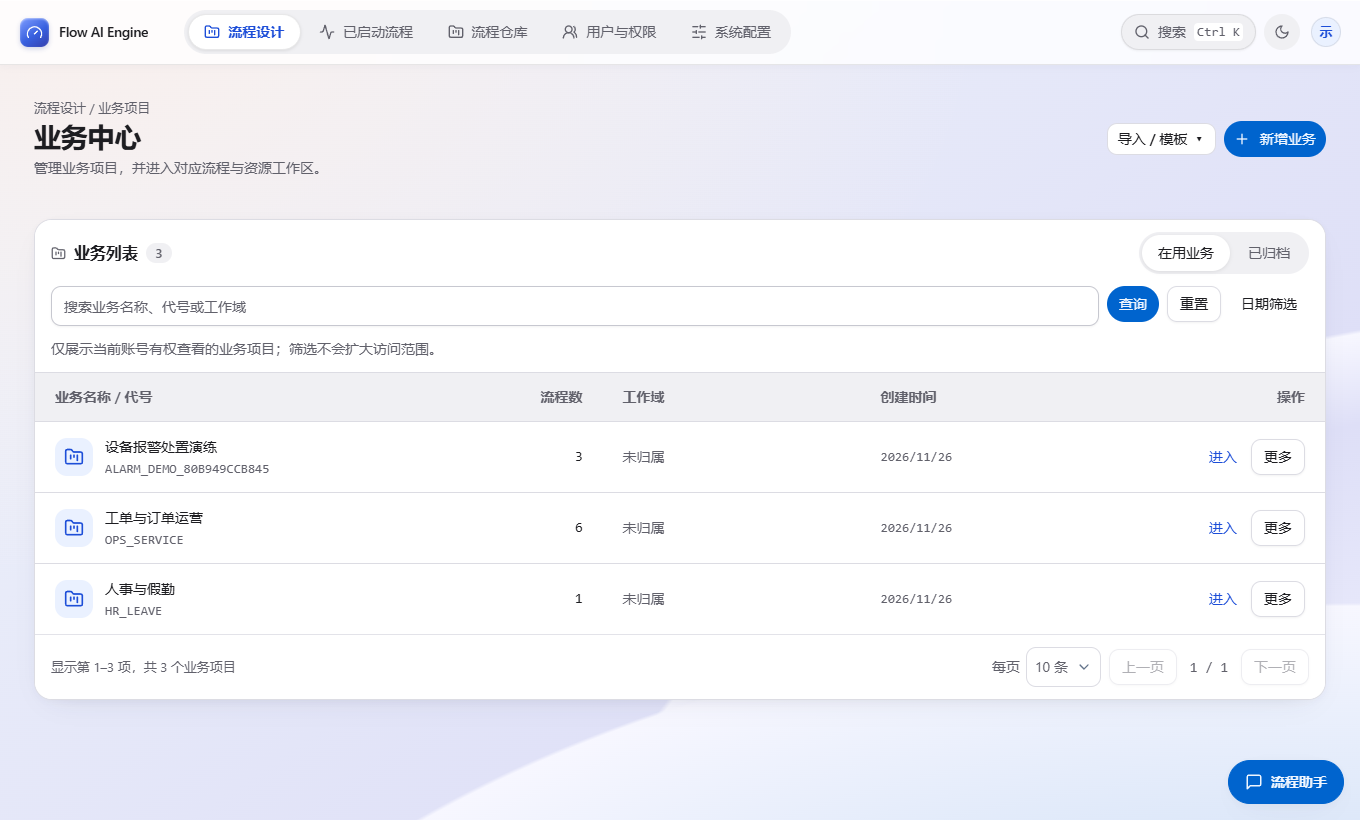 Flow AI Engine 流程设计 已启动流程 流程仓库 用户与权限 系统配置 搜索 Ctrl K 示
流程设计 / 业务项目
业务中心
管理业务项目，并进入对应流程与资源工作区。
导入 / 模板 ▾ + 新增业务
业务列表 3 在用业务 已归档
搜索业务名称、代号或工作域 查询 重置 日期筛选
仅展示当前账号有权查看的业务项目；筛选不会扩大访问范围。
业务名称 / 代号 流程数 工作域 创建时间 操作
设备报警处置演练
ALARM_DEMO_80B949CCB845
3 未归属 2026/11/26 进入 更多
工单与订单运营
OPS_SERVICE
6 未归属 2026/11/26 进入 更多
人事与假勤
HR_LEAVE
1 未归属 2026/11/26 进入 更多
显示第 1–3 项，共 3 个业务项目 每页 10 条 上一页 1 / 1 下一页
流程助手